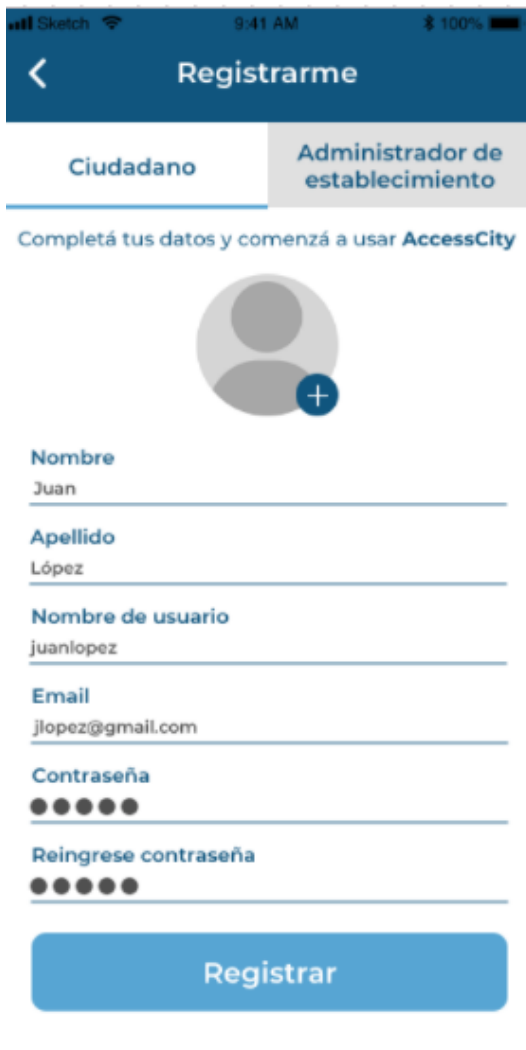 Sketch 9:41 AM 100%
Registrarme
Ciudadano
Administrador de
establecimiento
Completá tus datos y comenzá a usar AccessCity
Nombre
Juan
Apellido
López
Nombre de usuario
juanlopez
Email
jlopez@gmail.com
Contraseña
Reingrese contraseña
Registrar